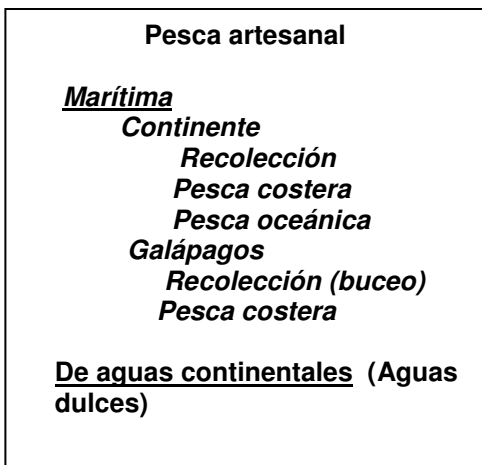 Pesca artesanal
Marítima
Continente
Recolección
Pesca costera
Pesca oceánica
Galápagos
Recolección (buceo)
Pesca costera
De aguas continentales (Aguas
dulces)